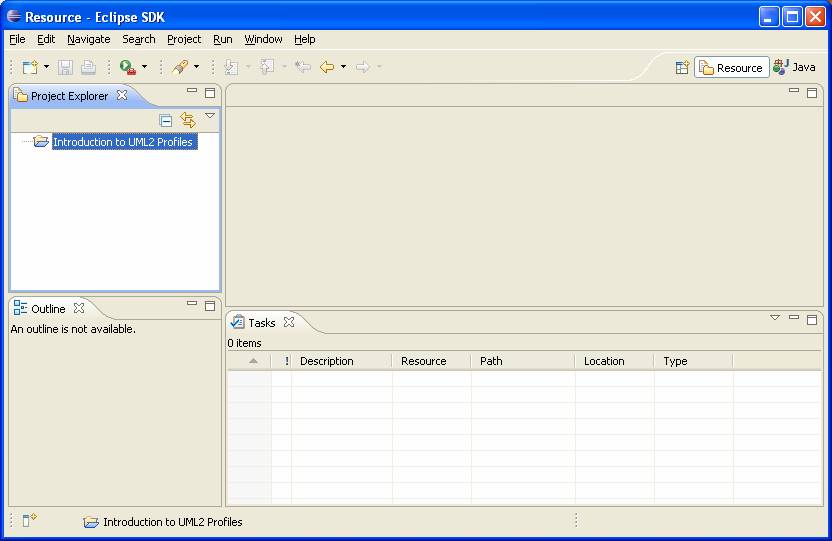 Resource - Eclipse SDK
File Edit Navigate Search Project Run Window Help
Resource Java
Project Explorer
Introduction to UML2 Profiles
Outline
An outline is not available.
Tasks
0 items
! Description Resource Path Location Type
Introduction to UML2 Profiles